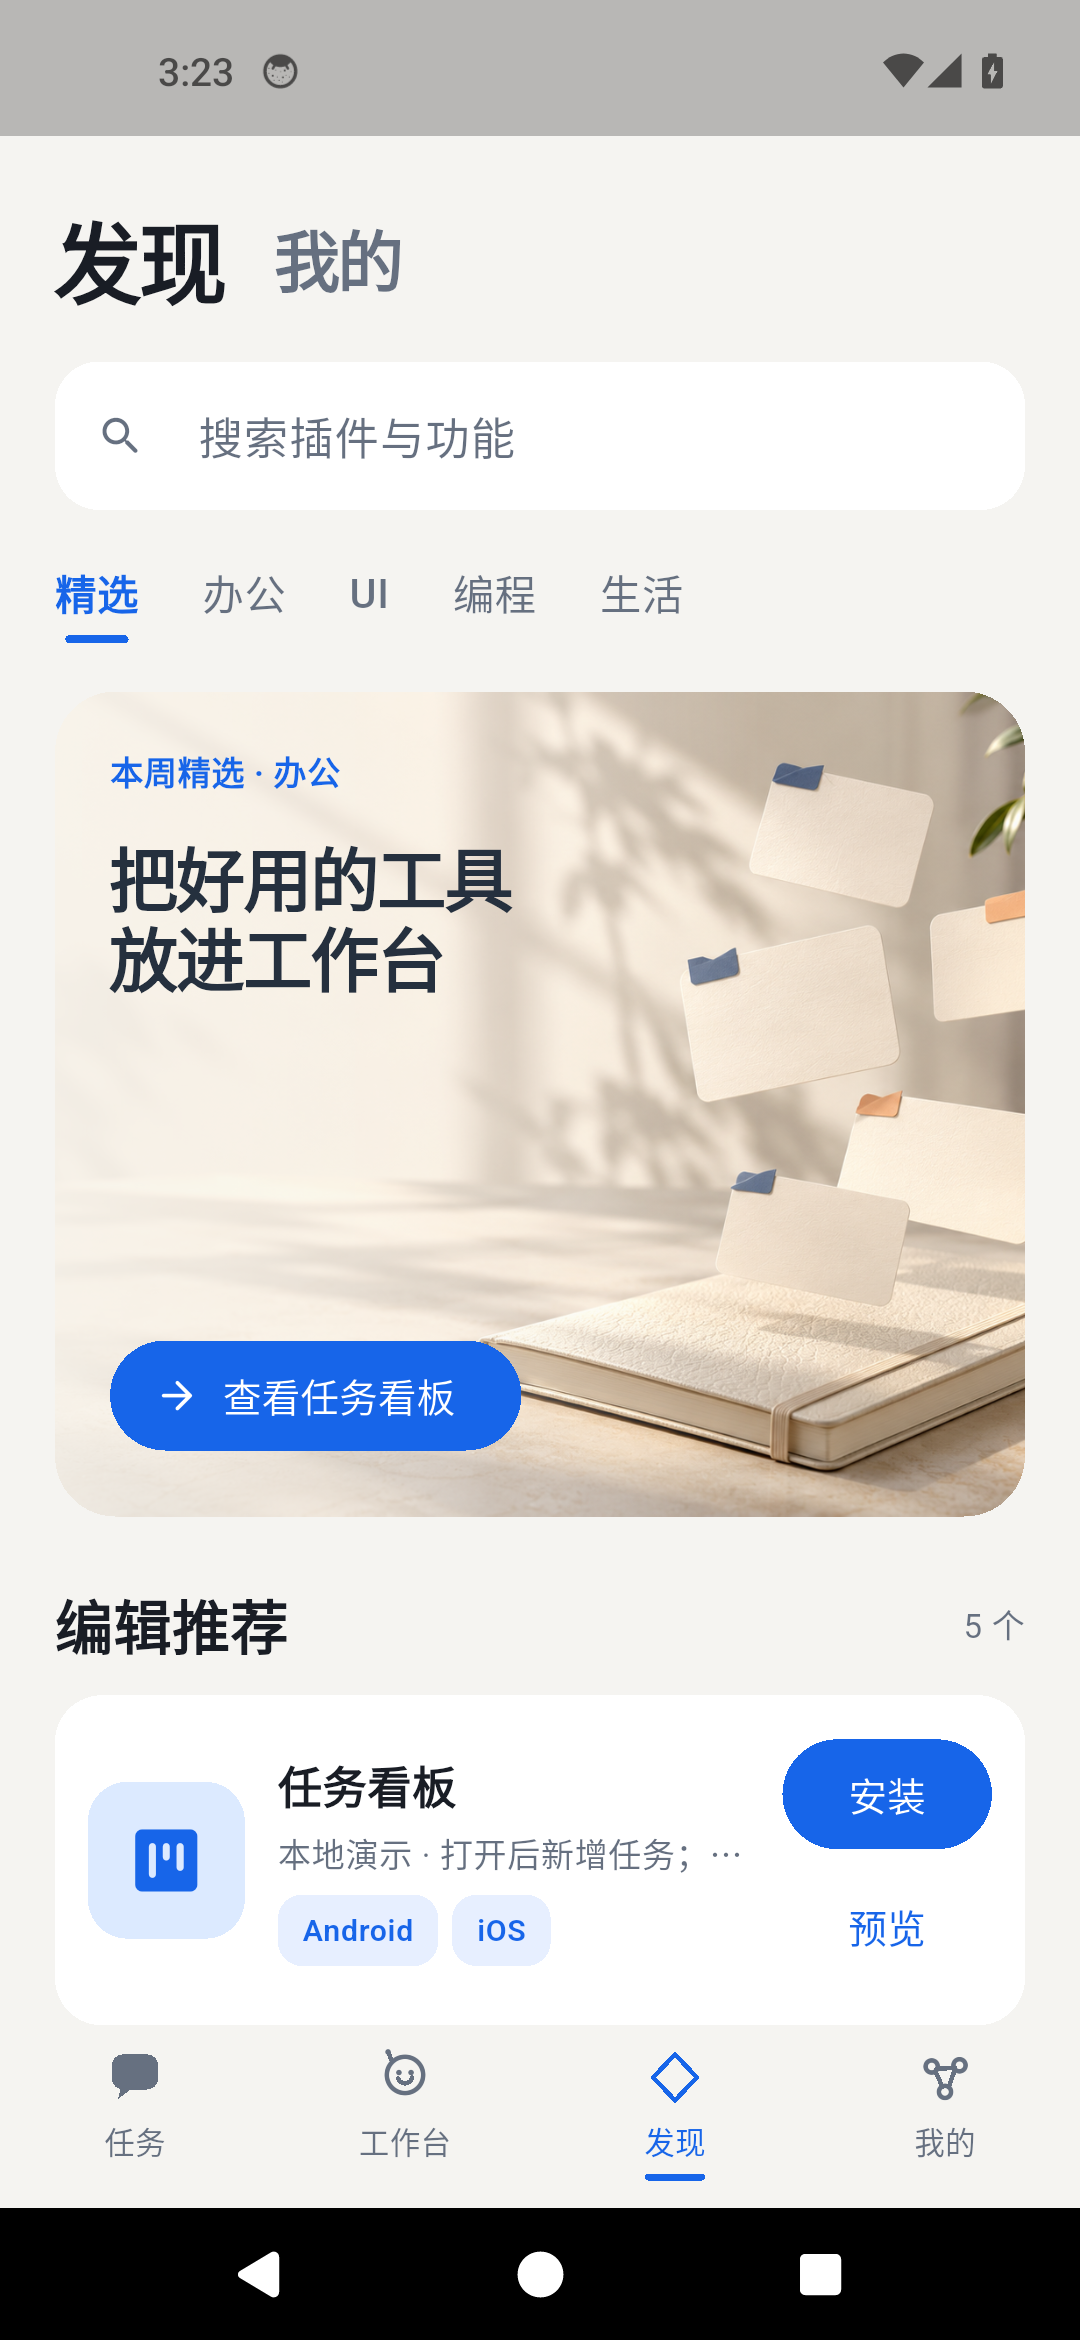 3:23
发现 我的
搜索插件与功能
精选 办公 UI 编程 生活
本周精选 · 办公
把好用的工具
放进工作台
查看任务看板
编辑推荐 5 个
任务看板
安装
本地演示 · 打开后新增任务；…
Android iOS
预览
任务 工作台 发现 我的